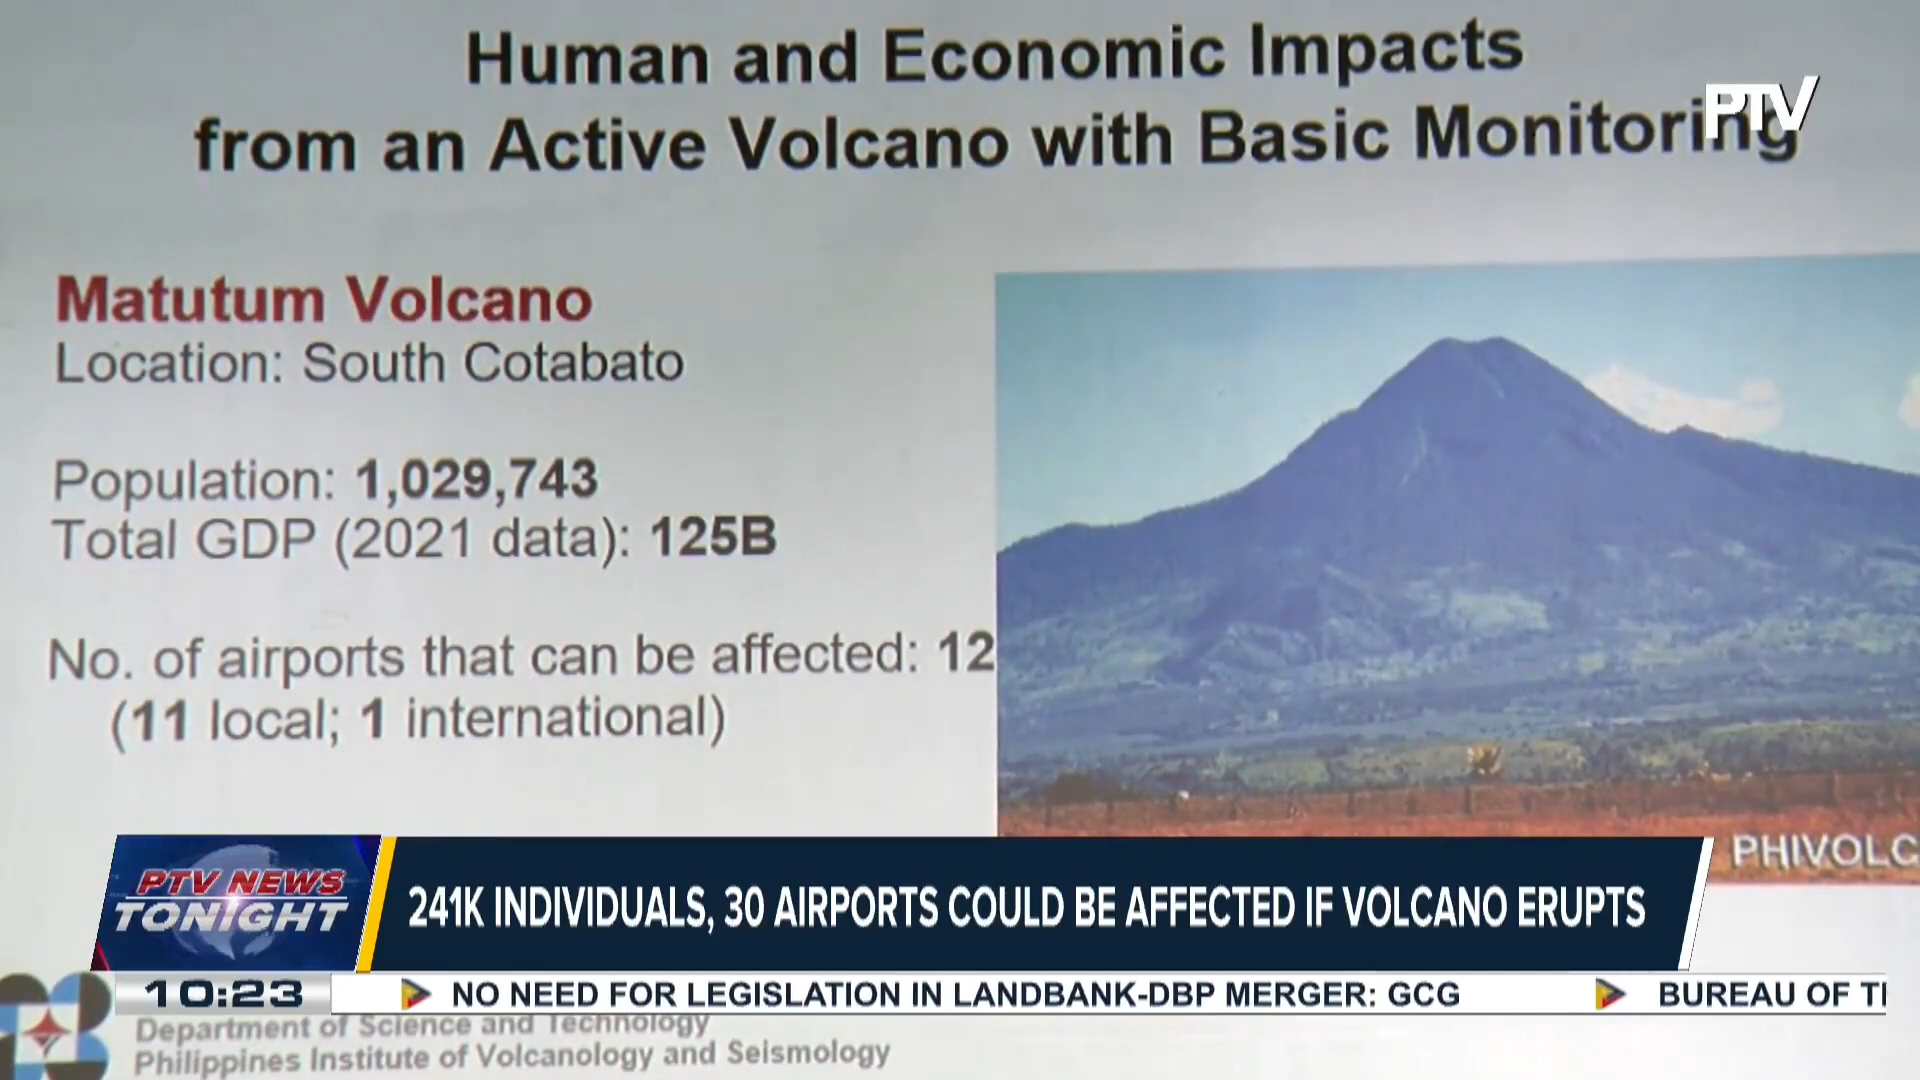 Human and Economic Impacts
from an Active Volcano with Basic Monitoring
PTV
Matutum Volcano
Location: South Cotabato
Population: 1,029,743
Total GDP (2021 data): 125B
No. of airports that can be affected: 12
(11 local; 1 international)
PHIVOLC
PTV NEWS
TONIGHT
241K INDIVIDUALS, 30 AIRPORTS COULD BE AFFECTED IF VOLCANO ERUPTS
10:23
NO NEED FOR LEGISLATION IN LANDBANK-DBP MERGER: GCG
BUREAU OF
Department of Science and Technology
Philippines Institute of Volcanology and Seismology